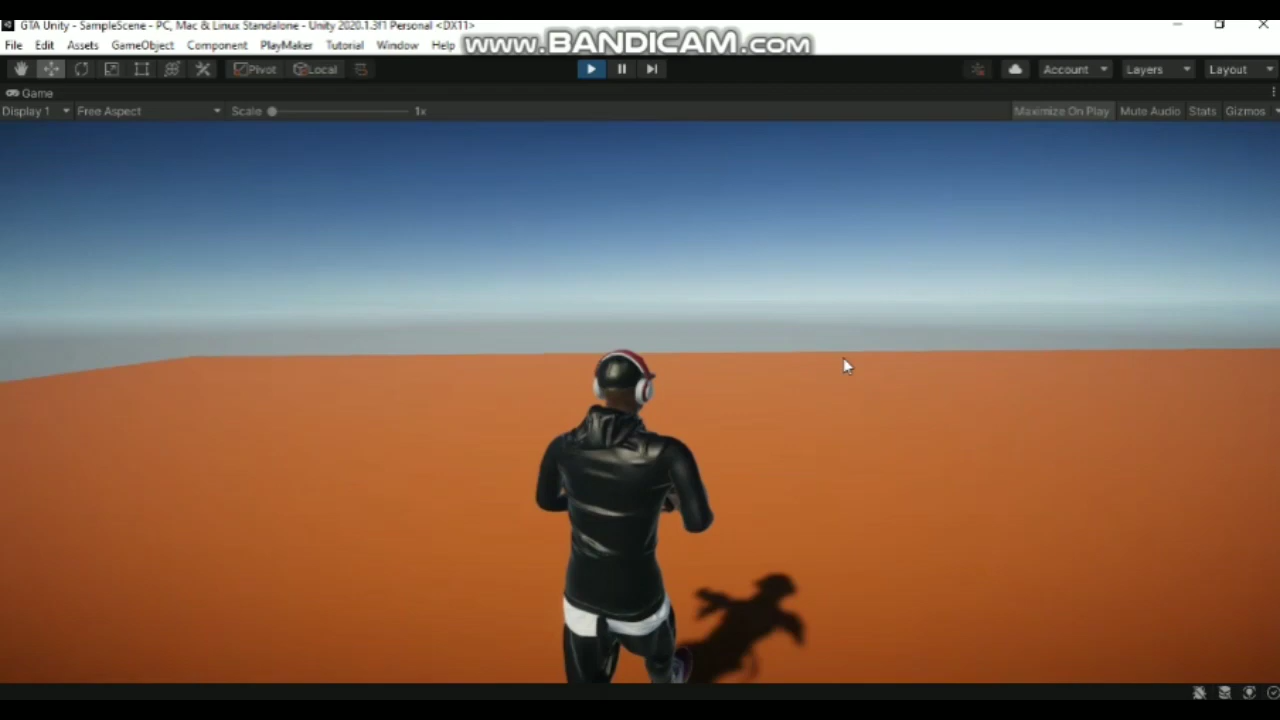 GTA Unity - SampleScene - PC, Mac & Linux Standalone - Unity 2020.1.3f1 Personal <DX11>
File Edit Assets GameObject Component PlayMaker Tutorial Window Help
www.BANDICAM.com
Pivot Local Account Layers Layout
Game
Display 1 Free Aspect Scale 1x Maximize On Play Mute Audio Stats Gizmos